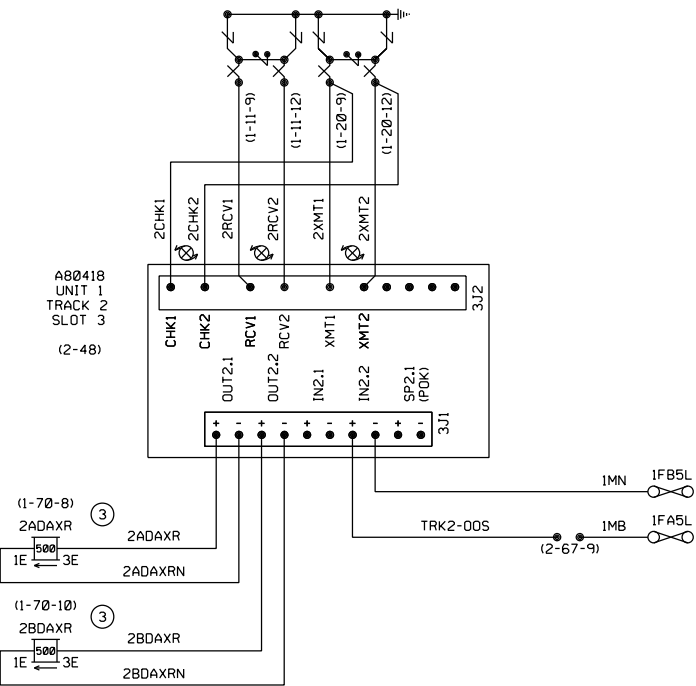 (1-11-9)
(1-11-12)
(1-20-9)
(1-20-12)
2CHK1
2CHK2
2RCV1
2RCV2
2XMT1
2XMT2
A80418
UNIT 1
TRACK 2
SLOT 3
(2-48)
3J2
CHK1
CHK2
RCV1
RCV2
XMT1
XMT2
OUT2.1
OUT2.2
IN2.1
IN2.2
SP2.1
(POK)
+ - + - + - + - + -
3J1
1MN
1FB5L
TRK2-OOS
1MB
1FA5L
(2-67-9)
(1-70-8)
3
2ADAXR
500
1E
3E
2ADAXR
2ADAXRN
(1-70-10)
3
2BDAXR
500
1E
3E
2BDAXR
2BDAXRN